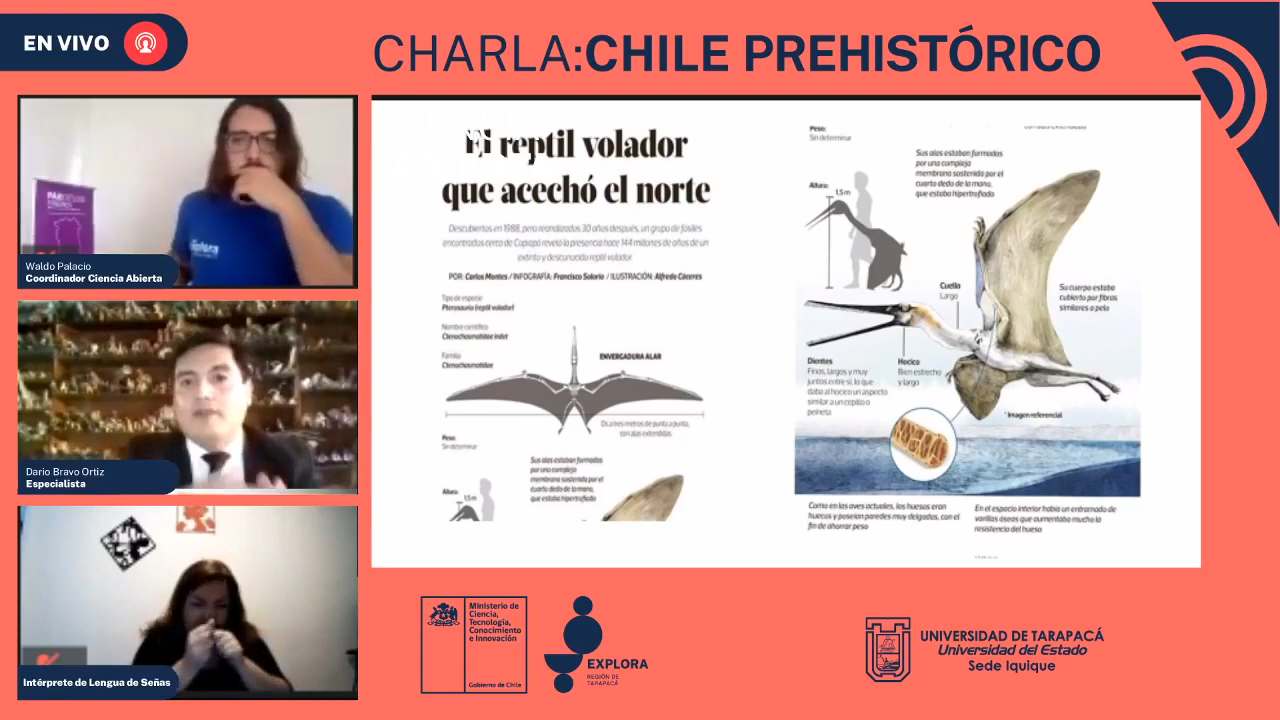 EN VIVO
CHARLA:CHILE PREHISTÓRICO
Waldo Palacio
Coordinador Ciencia Abierta
Dario Bravo Ortiz
Especialista
Intérprete de Lengua de Señas
El reptil volador
que acechó el norte
Descubiertos en 1988, pero reanalizados 30 años después, un grupo de fósiles
encontrados cerca de Copiapó reveló la presencia hace 144 millones de años de un
extinto y desconocido reptil volador
POR: Carlos Montes / INFOGRAFÍA: Francisco Solorio / ILUSTRACIÓN: Alfredo Cáceres
Tipo de especie
Pterosaurio (reptil volador)
Nombre científico
Ctenochasmatidae indet
Familia
Ctenochasmatidae
ENVERGADURA ALAR
De a tres metros de punta a punta,
con alas extendidas
Peso:
Sin determinar
Altura:
1,5 m
Sus alas estaban formadas
por una compleja
membrana sostenida por el
cuarto dedo de la mano,
que estaba hipertrofiado
Peso:
Sin determinar
Altura:
1,5 m
Sus alas estaban formadas
por una compleja
membrana sostenida por el
cuarto dedo de la mano,
que estaba hipertrofiado
Cuello
Largo
Su cuerpo estaba
cubierto por fibras
similares a pelo
Dientes
Finos, largos y muy
juntos entre sí, lo que
daba al hocico un aspecto
similar a un cepillo o
peineta
Hocico
Bien estrecho
y largo
* Imagen referencial
Como en las aves actuales, los huesos eran
huecos y poseían paredes muy delgadas, con el
fin de ahorrar peso
En el espacio interior había un entramado de
varillas óseas que aumentaba mucho la
resistencia del hueso
Ministerio de
Ciencia,
Tecnología,
Conocimiento
e Innovación
Gobierno de Chile
EXPLORA
REGIÓN DE
TARAPACÁ
UNIVERSIDAD DE TARAPACÁ
Universidad del Estado
Sede Iquique